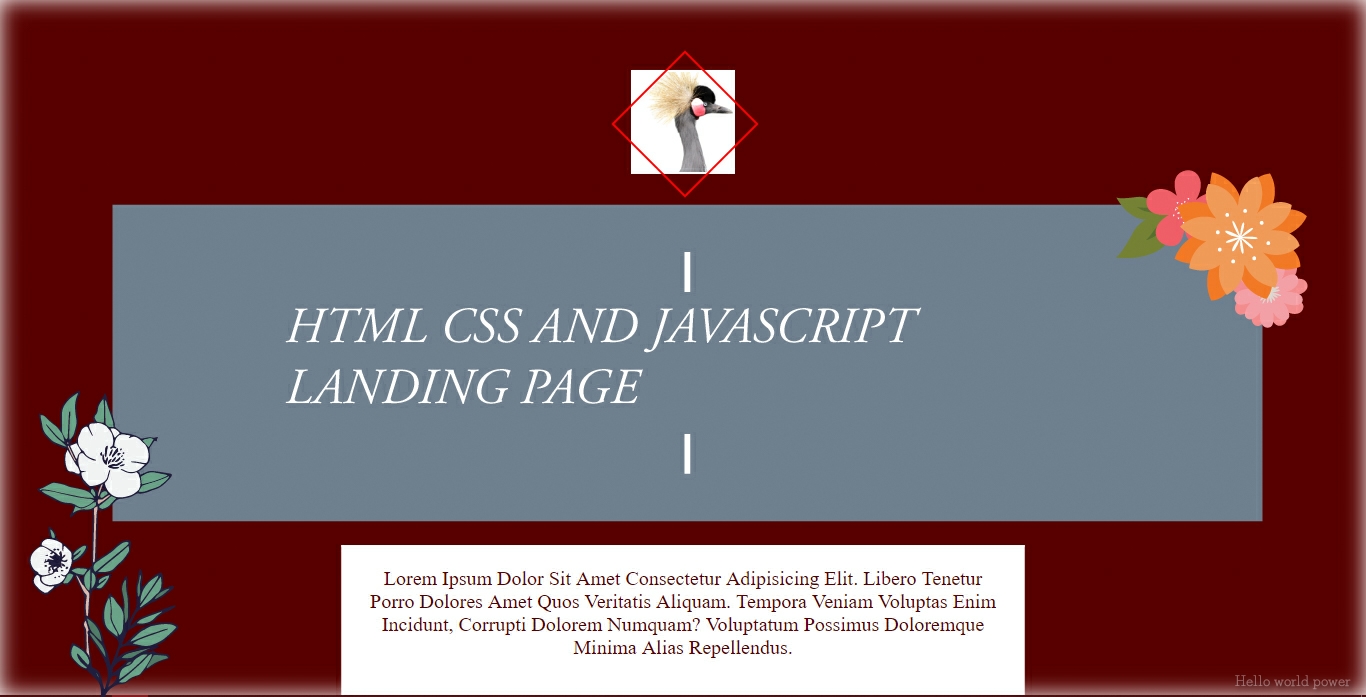 HTML CSS AND JAVASCRIPT
LANDING PAGE
Lorem Ipsum Dolor Sit Amet Consectetur Adipisicing Elit. Libero Tenetur
Porro Dolores Amet Quos Veritatis Aliquam. Tempora Veniam Voluptas Enim
Incidunt, Corrupti Dolorem Numquam? Voluptatum Possimus Doloremque
Minima Alias Repellendus.
Hello world power